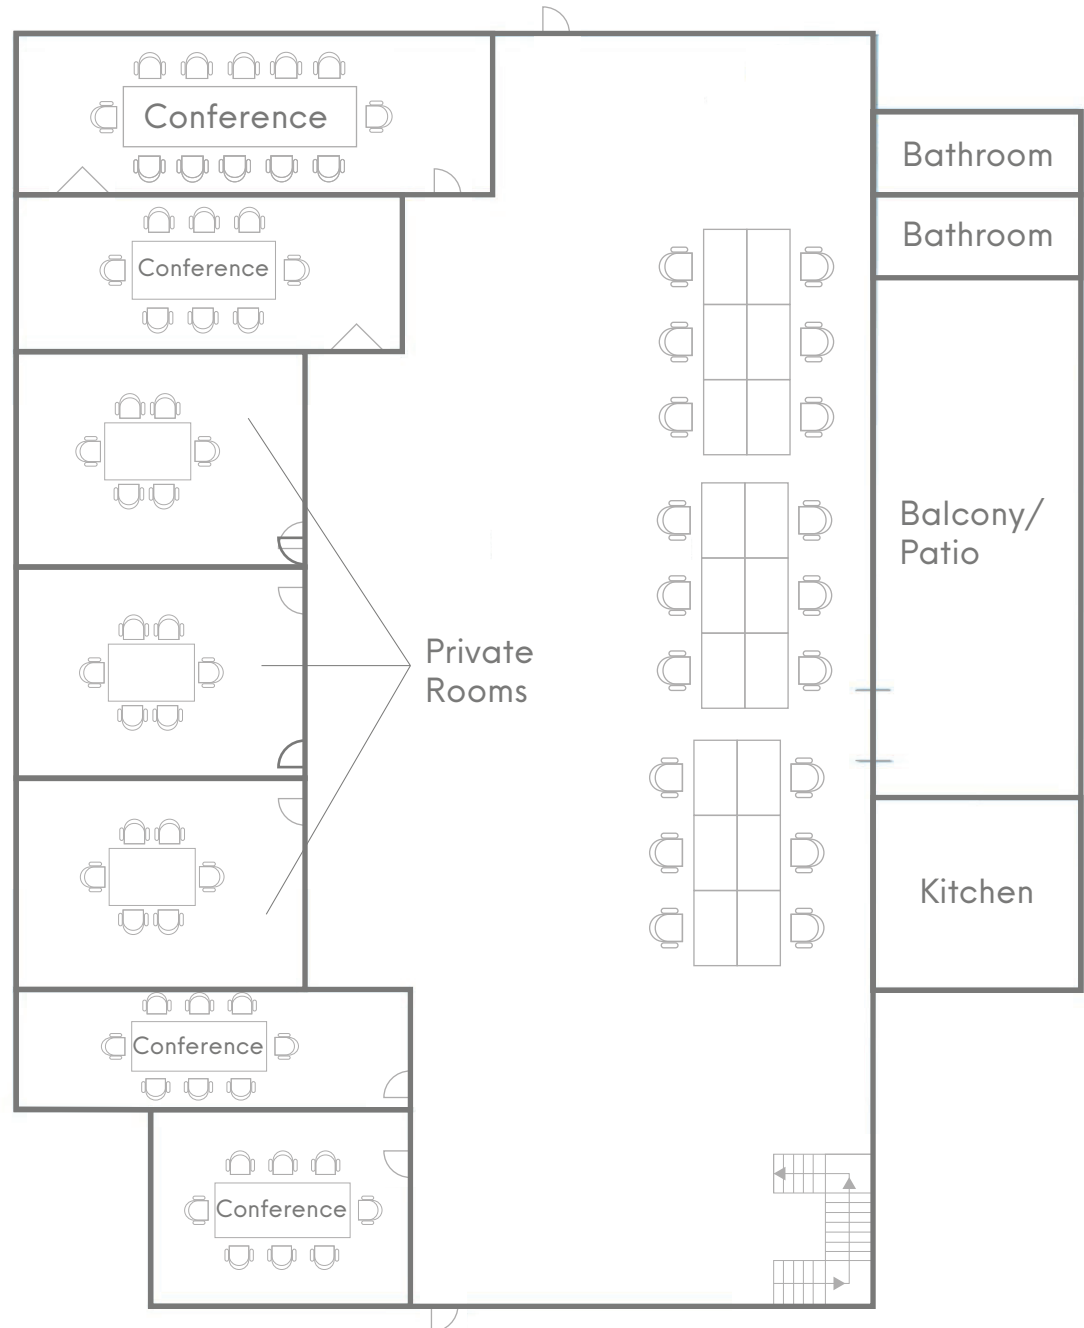 Conference
Bathroom
Bathroom
Conference
Balcony/
Patio
Private
Rooms
Kitchen
Conference
Conference